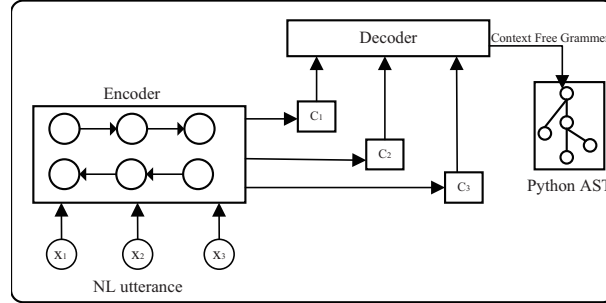 Decoder
Context Free Grammer
Encoder
C1
C2
C3
Python AST
x1
x2
x3
NL utterance